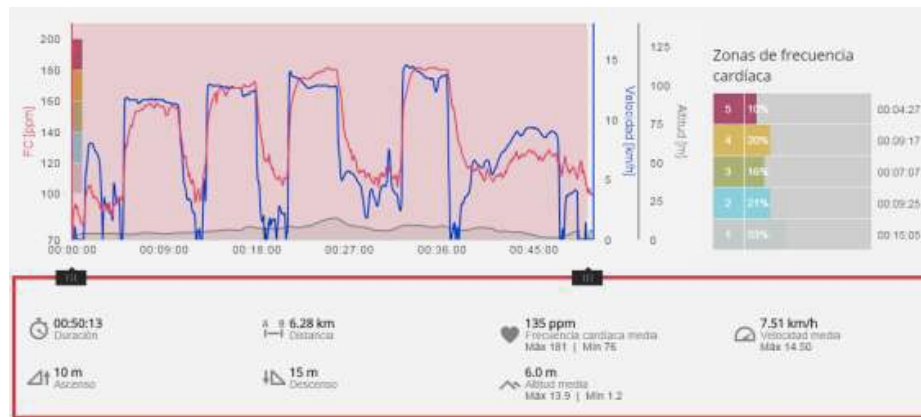 200
180
160
140
120
100
70
FC [ppm]
00:00:00
00:09:00
00:18:00
00:27:00
00:36:00
00:45:00
15
10
5
0
Velocidad [km/h]
125
100
75
50
25
0
Altitud [m]
Zonas de frecuencia
cardíaca
5 10% 00:04:27
4 20% 00:09:17
3 16% 00:07:07
2 21% 00:09:25
1 33% 00:15:05
00:50:13
Duración
A B 6.28 km
Distancia
135 ppm
Frecuencia cardíaca media
Máx 181 | Mín 76
7.51 km/h
Velocidad media
Máx 14.50
10 m
Ascenso
15 m
Descenso
6.0 m
Altitud media
Máx 13.9 | Mín 1.2